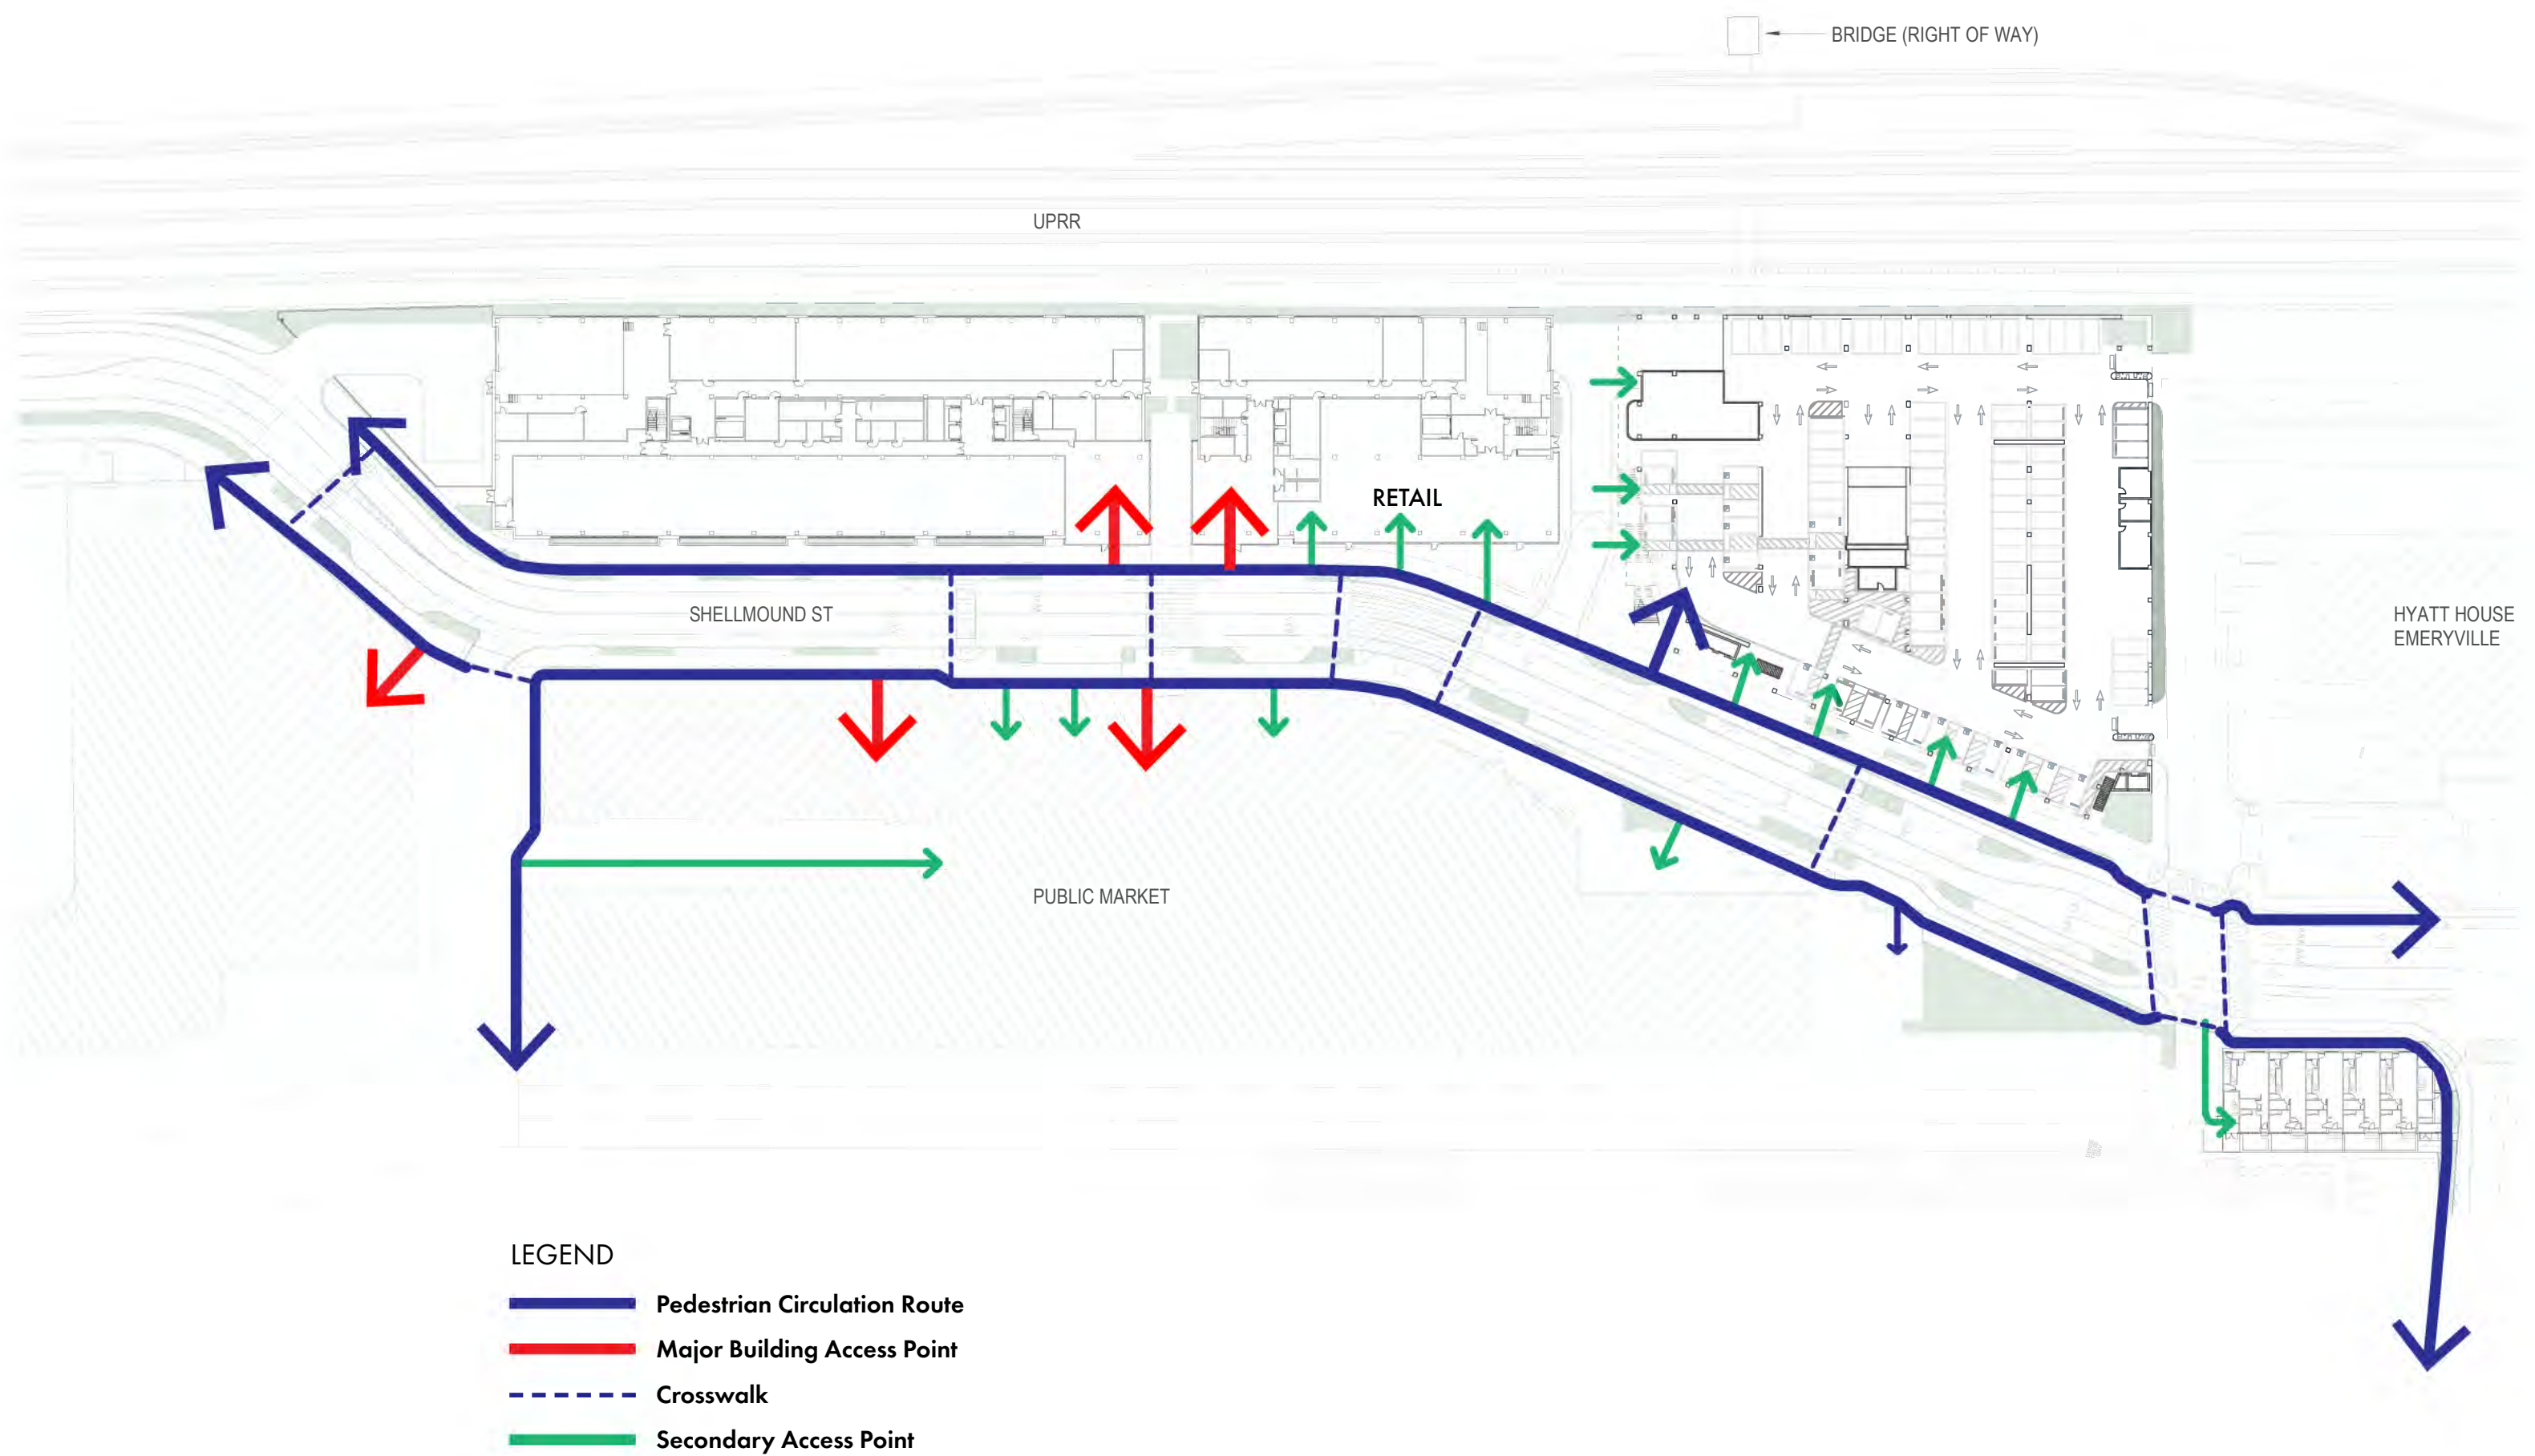 BRIDGE (RIGHT OF WAY)
UPRR
RETAIL
SHELLMOUND ST
HYATT HOUSE
EMERYVILLE
PUBLIC MARKET
LEGEND
Pedestrian Circulation Route
Major Building Access Point
Crosswalk
Secondary Access Point